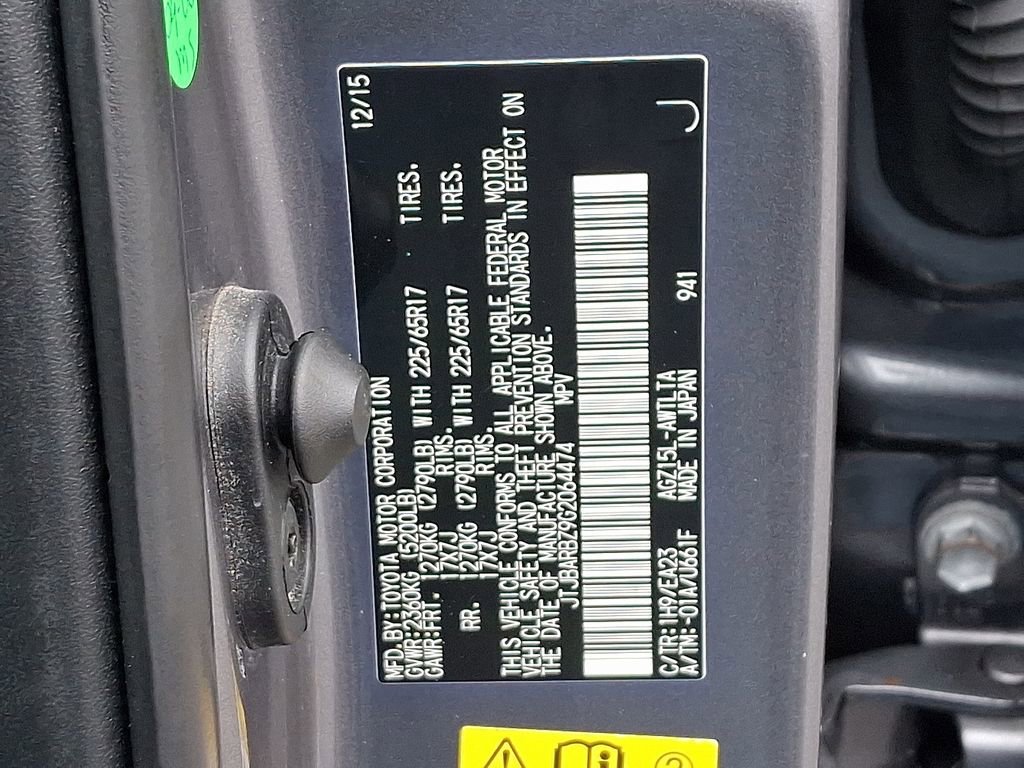 MFD.BY:TOYOTA MOTOR CORPORATION 12/15
GVWR:2360KG (5200LB)
GAWR:FRT. 1270KG (2790LB) WITH 225/65R17 TIRES.
17X7J RIMS.
RR. 1270KG (2790LB) WITH 225/65R17 TIRES.
17X7J RIMS.
THIS VEHICLE CONFORMS TO ALL APPLICABLE FEDERAL MOTOR
VEHICLE SAFETY AND THEFT PREVENTION STANDARDS IN EFFECT ON
THE DATE OF MANUFACTURE SHOWN ABOVE.
JTJBARBZ9G2064474 MPV
C/TR:1H9/EA23 AGZ15L-AWTLTA 941
A/TM:-01A/U661F MADE IN JAPAN J